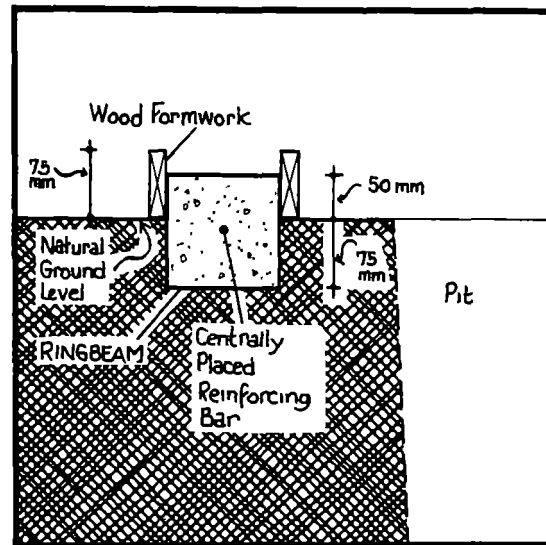 Wood Formwork
75
mm
50 mm
75
mm
Natural
Ground
Level
Pit
RINGBEAM
Centrally
Placed
Reinforcing
Bar